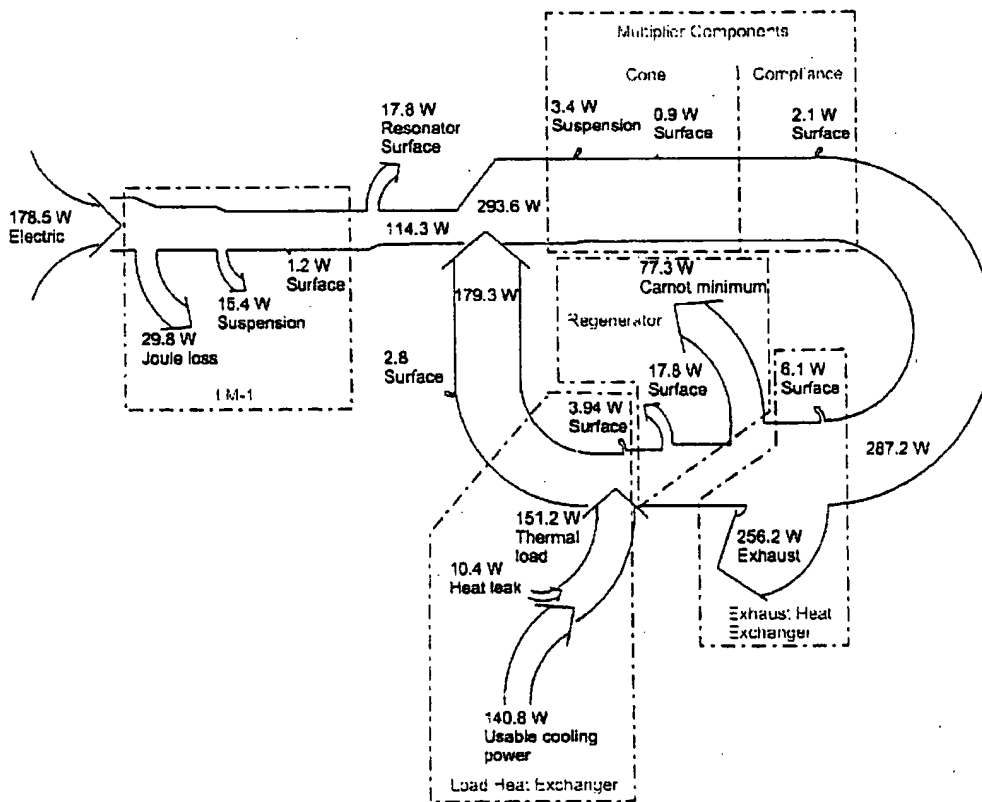 Multiplier Components
Cone
Compliance
3.4 W
Suspension
0.9 W
Surface
2.1 W
Surface
17.8 W
Resonator
Surface
178.5 W
Electric
114.3 W
293.6 W
1.2 W
Surface
15.4 W
Suspension
29.8 W
Joule loss
LM-1
179.3 W
77.3 W
Carnot minimum
Regenerator
2.8
Surface
17.8 W
Surface
6.1 W
Surface
3.94 W
Surface
287.2 W
151.2 W
Thermal
load
256.2 W
Exhaust
10.4 W
Heat leak
Exhaust Heat
Exchanger
140.8 W
Usable cooling
power
Load Heat Exchanger